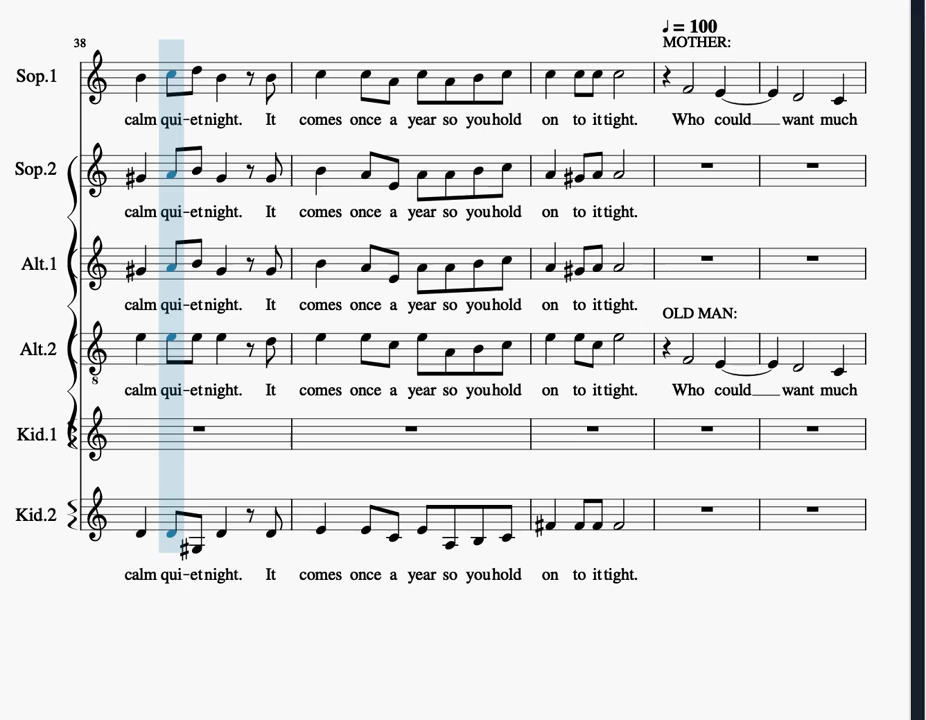 ♩ = 100
38
MOTHER:
Sop.1
calm qui-et night. It comes once a year so you hold on to it tight. Who could want much
Sop.2
calm qui-et night. It comes once a year so you hold on to it tight.
Alt.1
calm qui-et night. It comes once a year so you hold on to it tight.
OLD MAN:
Alt.2
8
calm qui-et night. It comes once a year so you hold on to it tight. Who could want much
Kid.1
Kid.2
calm qui-et night. It comes once a year so you hold on to it tight.